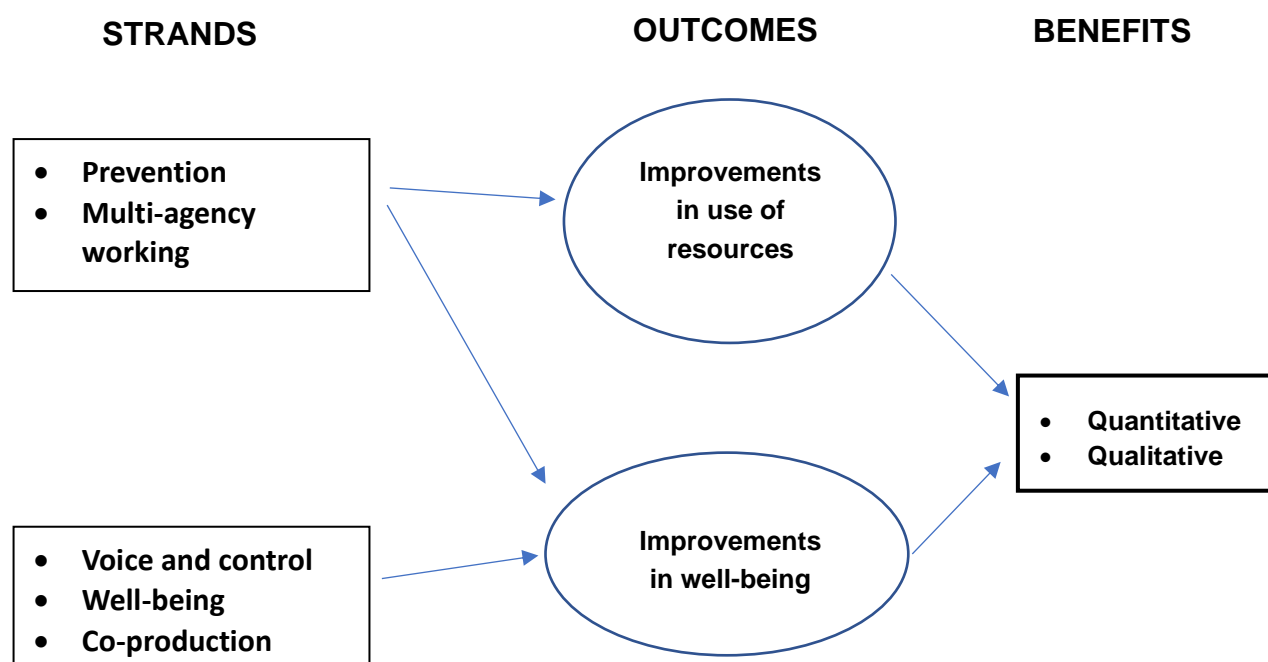 STRANDS
OUTCOMES
BENEFITS
• Prevention
• Multi-agency
working
Improvements
in use of
resources
• Quantitative
• Qualitative
• Voice and control
• Well-being
• Co-production
Improvements
in well-being